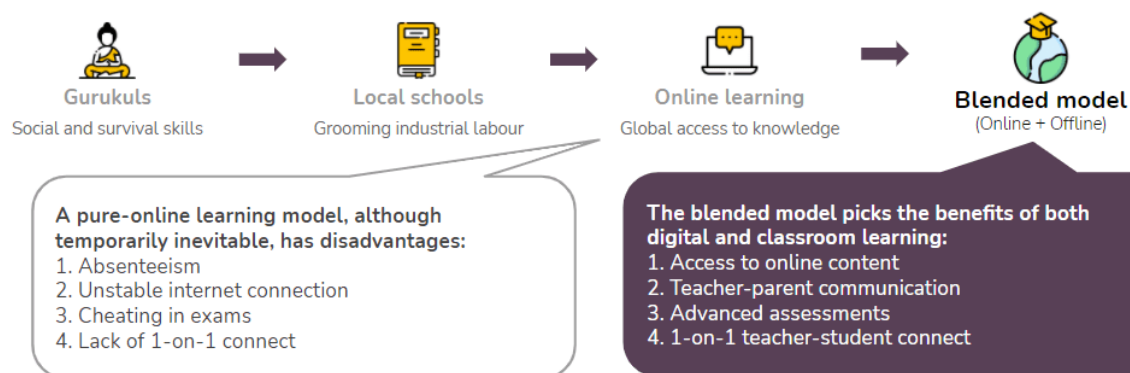 Gurukuls
Social and survival skills
Local schools
Grooming industrial labour
Online learning
Global access to knowledge
Blended model
(Online + Offline)
A pure-online learning model, although
temporarily inevitable, has disadvantages:
1. Absenteeism
2. Unstable internet connection
3. Cheating in exams
4. Lack of 1-on-1 connect
The blended model picks the benefits of both
digital and classroom learning:
1. Access to online content
2. Teacher-parent communication
3. Advanced assessments
4. 1-on-1 teacher-student connect